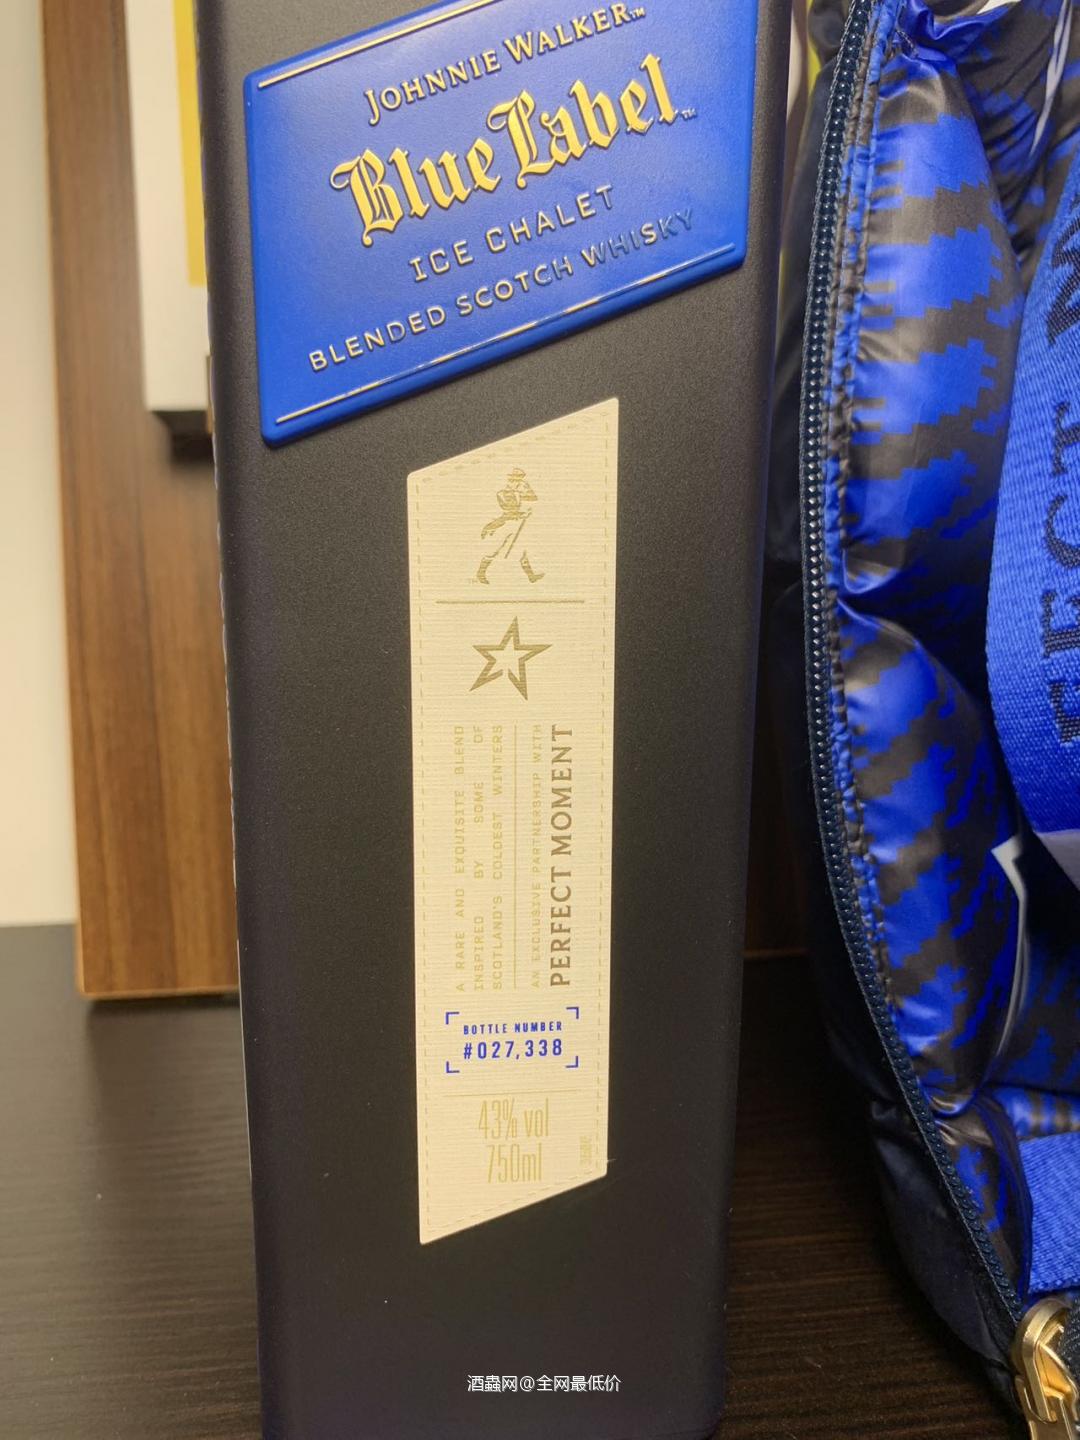 JOHNNIE WALKER™
Blue Label™
ICE CHALET
BLENDED SCOTCH WHISKY
A RARE AND EXQUISITE BLEND
INSPIRED BY SOME OF
SCOTLAND'S COLDEST WINTERS
AN EXCLUSIVE PARTNERSHIP WITH
PERFECT MOMENT
BOTTLE NUMBER
#027,338
43% vol
750ml
酒蟲网@全网最低价